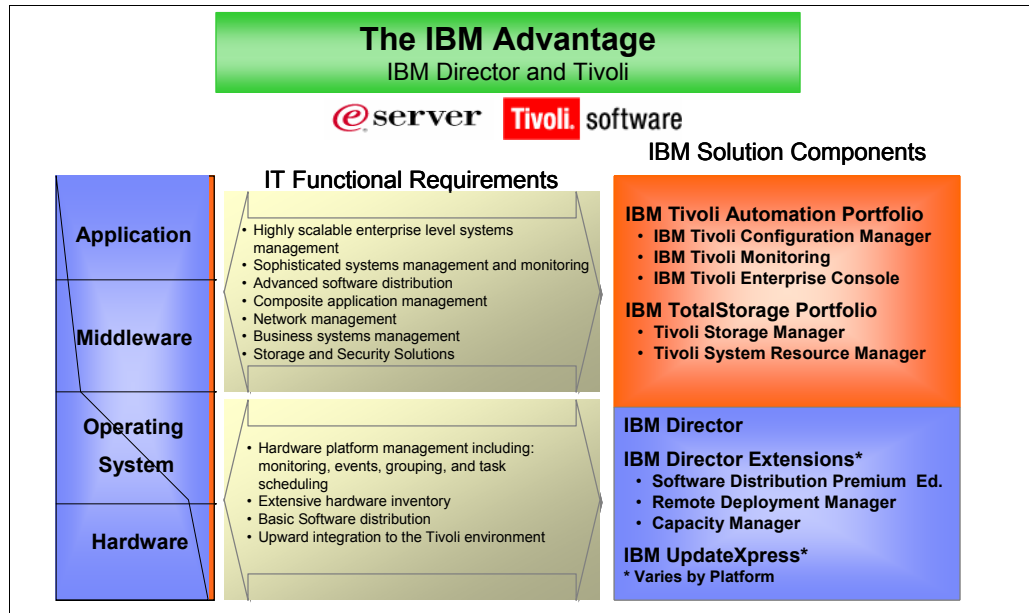 The IBM Advantage
IBM Director and Tivoli
e server Tivoli. software
IBM Solution Components
IT Functional Requirements
Application
Middleware
Operating
System
Hardware
• Highly scalable enterprise level systems
management
• Sophisticated systems management and monitoring
• Advanced software distribution
• Composite application management
• Network management
• Business systems management
• Storage and Security Solutions
• Hardware platform management including:
monitoring, events, grouping, and task
scheduling
• Extensive hardware inventory
• Basic Software distribution
• Upward integration to the Tivoli environment
IBM Tivoli Automation Portfolio
• IBM Tivoli Configuration Manager
• IBM Tivoli Monitoring
• IBM Tivoli Enterprise Console
IBM TotalStorage Portfolio
• Tivoli Storage Manager
• Tivoli System Resource Manager
IBM Director
IBM Director Extensions*
• Software Distribution Premium Ed.
• Remote Deployment Manager
• Capacity Manager
IBM UpdateXpress*
* Varies by Platform